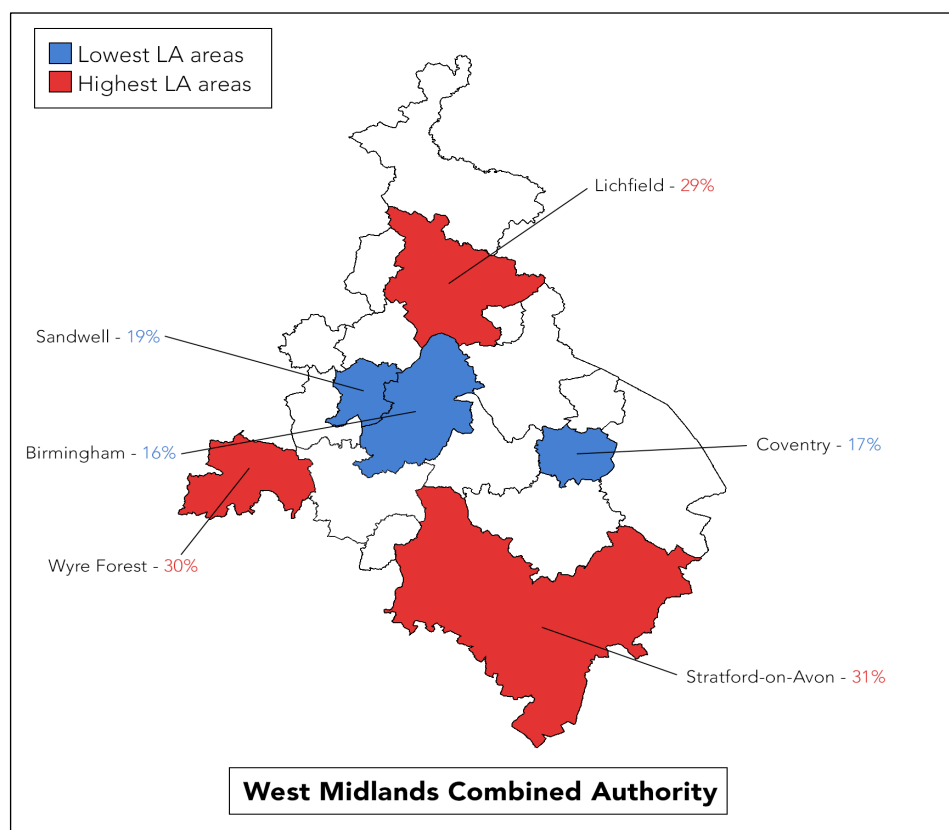 Lowest LA areas
Highest LA areas
Lichfield - 29%
Sandwell - 19%
Birmingham - 16%
Coventry - 17%
Wyre Forest - 30%
Stratford-on-Avon - 31%
West Midlands Combined Authority